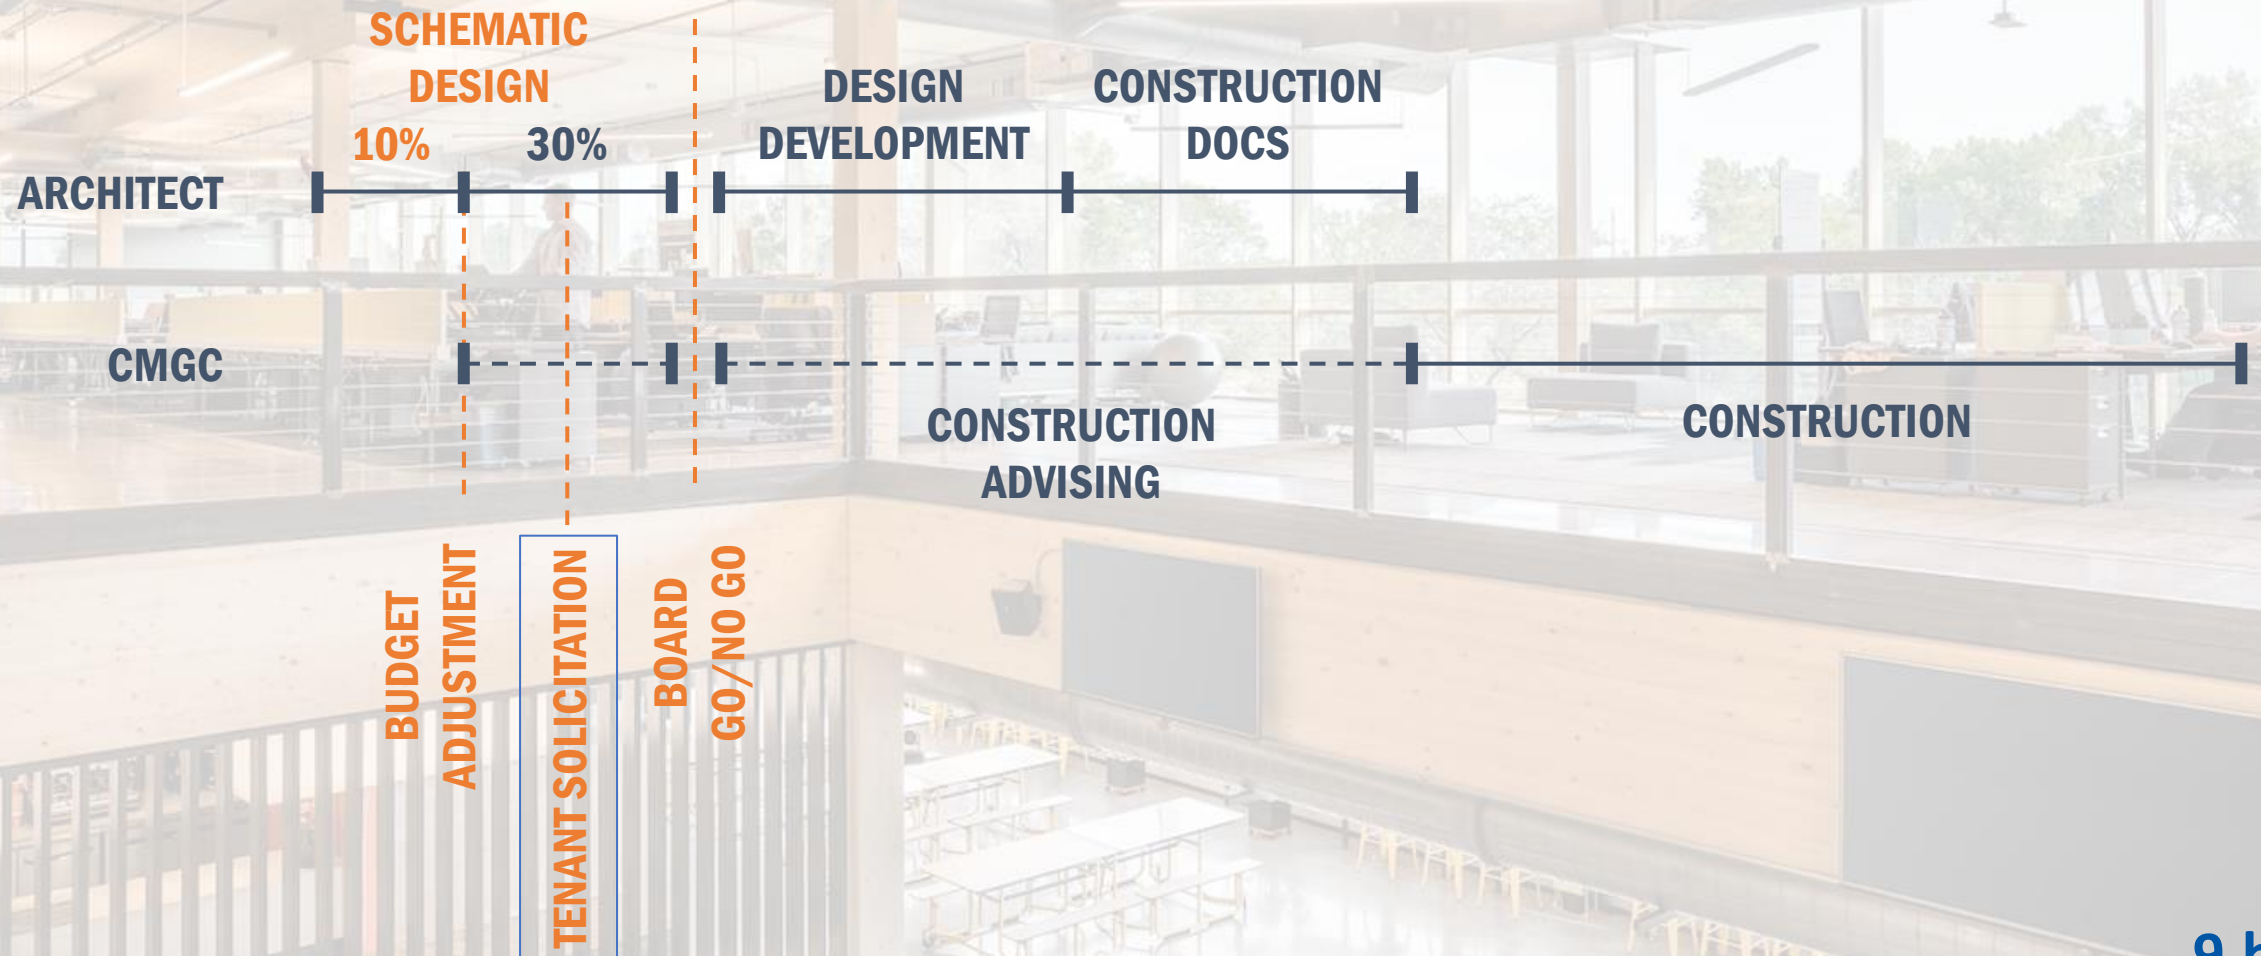 SCHEMATIC
DESIGN
10%
30%
DESIGN
DEVELOPMENT
CONSTRUCTION
DOCS
ARCHITECT
CMGC
CONSTRUCTION
ADVISING
CONSTRUCTION
BUDGET
ADJUSTMENT
TENANT SOLICITATION
BOARD
GO/NO GO